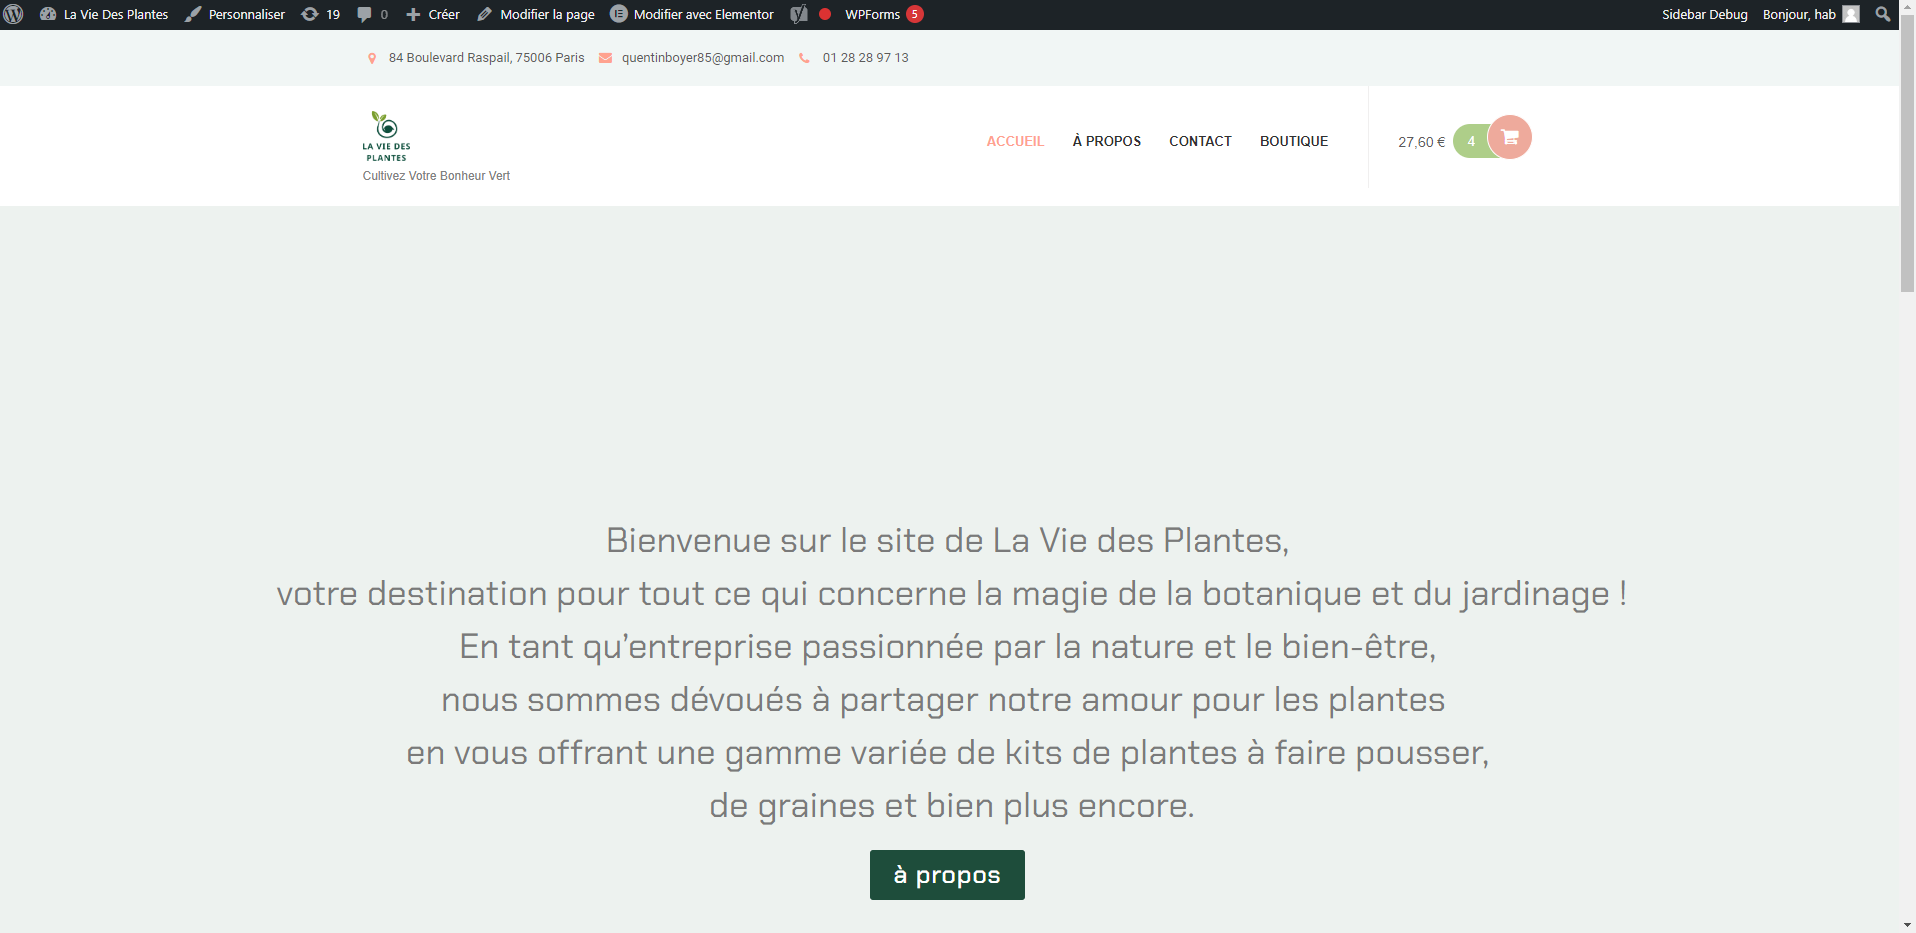 La Vie Des Plantes Personnaliser 19 0 Créer Modifier la page Modifier avec Elementor WPForms 5 Sidebar Debug Bonjour, hab
84 Boulevard Raspail, 75006 Paris quentinboyer85@gmail.com 01 28 28 97 13
LA VIE DES
PLANTES
Cultivez Votre Bonheur Vert
ACCUEIL À PROPOS CONTACT BOUTIQUE 27,60 € 4
Bienvenue sur le site de La Vie des Plantes,
votre destination pour tout ce qui concerne la magie de la botanique et du jardinage !
En tant qu’entreprise passionnée par la nature et le bien-être,
nous sommes dévoués à partager notre amour pour les plantes
en vous offrant une gamme variée de kits de plantes à faire pousser,
de graines et bien plus encore.
à propos